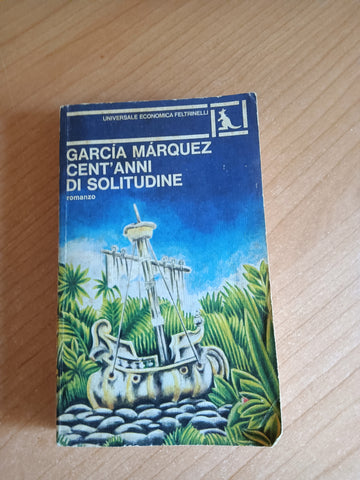 UNIVERSALE ECONOMICA FELTRINELLI
GARCÍA MÁRQUEZ
CENT'ANNI
DI SOLITUDINE
romanzo